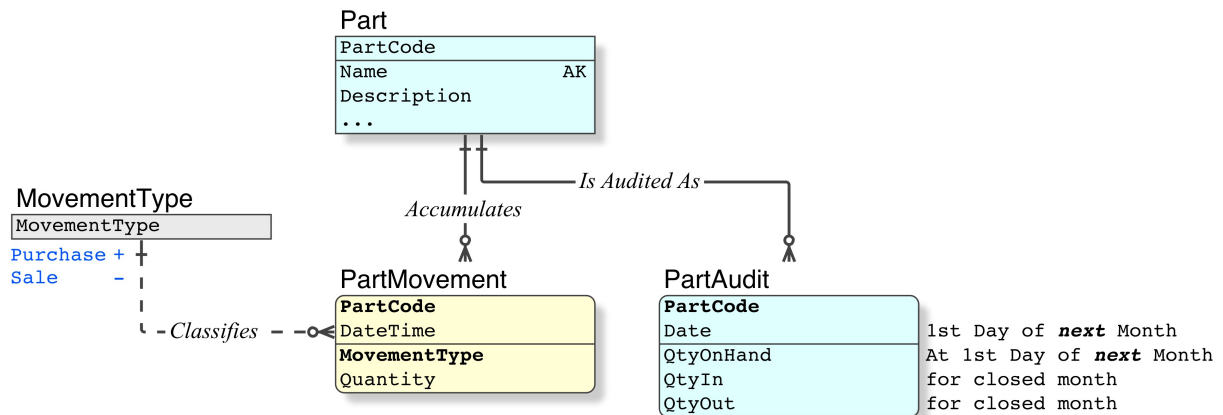 Part
PartCode
Name AK
Description
...
Is Audited As
MovementType
MovementType
Accumulates
Purchase +
Sale -
PartMovement
PartCode
DateTime
MovementType
Quantity
Classifies
PartAudit
PartCode
Date 1st Day of next Month
QtyOnHand At 1st Day of next Month
QtyIn for closed month
QtyOut for closed month